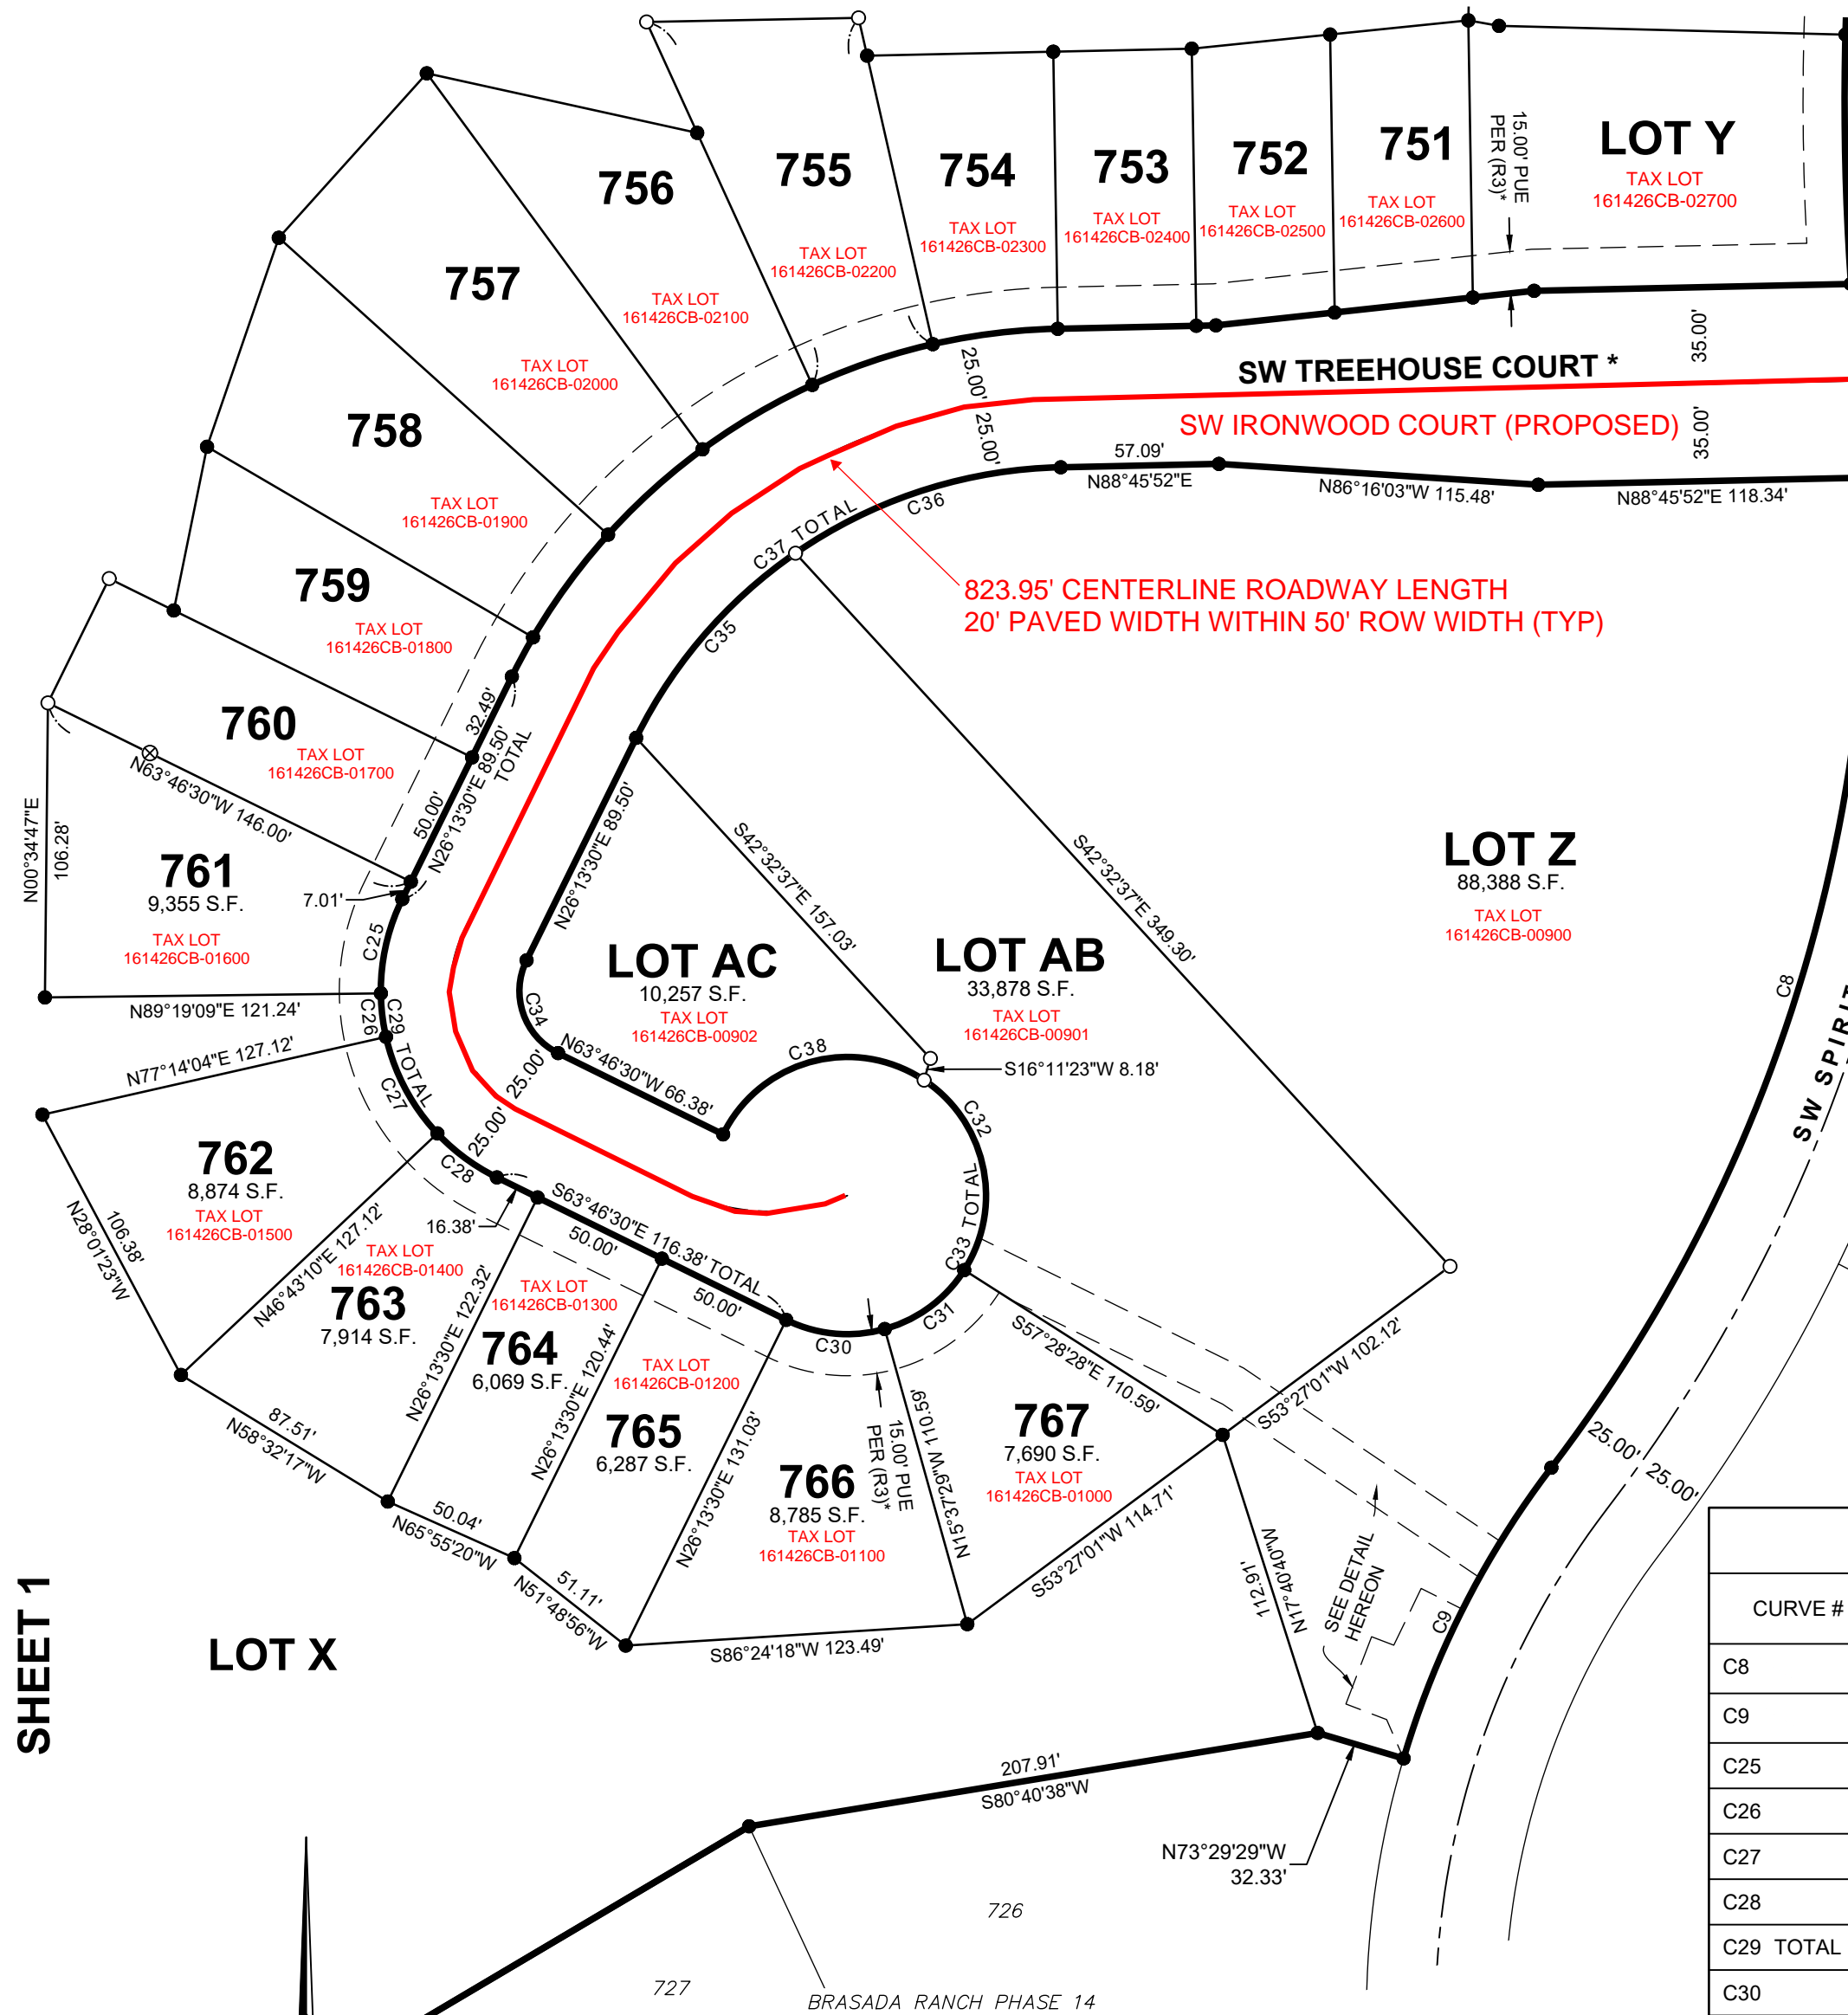 751
TAX LOT
161426CB-02600
752
TAX LOT
161426CB-02500
753
TAX LOT
161426CB-02400
754
TAX LOT
161426CB-02300
755
TAX LOT
161426CB-02200
756
TAX LOT
161426CB-02100
757
TAX LOT
161426CB-02000
758
TAX LOT
161426CB-01900
759
TAX LOT
161426CB-01800
760
TAX LOT
161426CB-01700
LOT Y
TAX LOT
161426CB-02700
15.00' PUE
PER (R3)*
35.00'
35.00'
SW TREEHOUSE COURT *
SW IRONWOOD COURT (PROPOSED)
25.00'
25.00'
57.09'
N88°45'52"E
N86°16'03"W 115.48'
N88°45'52"E 118.34'
C36
C37 TOTAL
C35
823.95' CENTERLINE ROADWAY LENGTH
20' PAVED WIDTH WITHIN 50' ROW WIDTH (TYP)
32.49'
N26°13'30"E 89.50'
TOTAL
50.00'
N63°46'30"W 146.00'
N00°34'47"E
106.28'
761
9,355 S.F.
TAX LOT
161426CB-01600
7.01'
C25
N89°19'09"E 121.24'
C26
C29 TOTAL
N77°14'04"E 127.12'
C27
C28
25.00'
25.00'
N26°13'30"E 89.50'
LOT AC
10,257 S.F.
TAX LOT
161426CB-00902
C34
N63°46'30"W 66.38'
C38
S42°32'37"E 157.03'
LOT AB
33,878 S.F.
TAX LOT
161426CB-00901
S16°11'23"W 8.18'
S42°32'37"E 349.30'
LOT Z
88,388 S.F.
TAX LOT
161426CB-00900
C8
SW SPIRIT
C32
C33 TOTAL
C31
C30
762
8,874 S.F.
TAX LOT
161426CB-01500
106.38'
N28°01'23"W
N46°43'10"E 127.12'
16.38'
S63°46'30"E 116.38' TOTAL
50.00'
50.00'
TAX LOT
161426CB-01400
763
7,914 S.F.
N26°13'30"E 122.32'
TAX LOT
161426CB-01300
764
6,069 S.F.
N26°13'30"E 120.44'
TAX LOT
161426CB-01200
765
6,287 S.F.
N26°13'30"E 131.03'
766
8,785 S.F.
TAX LOT
161426CB-01100
15.00' PUE
PER (R3)*
N15°37'29"W 110.59'
767
7,690 S.F.
TAX LOT
161426CB-01000
S57°28'28"E 110.59'
S53°27'01"W 102.12'
S53°27'01"W 114.71'
N17°40'40"W
112.91'
SEE DETAIL
HEREON
C9
25.00'
25.00'
87.51'
N58°32'17"W
50.04'
N65°55'20"W
51.11'
N51°48'56"W
S86°24'18"W 123.49'
SHEET 1
LOT X
207.91'
S80°40'38"W
N73°29'29"W
32.33'
726
727
BRASADA RANCH PHASE 14
CURVE #
C8
C9
C25
C26
C27
C28
C29 TOTAL
C30